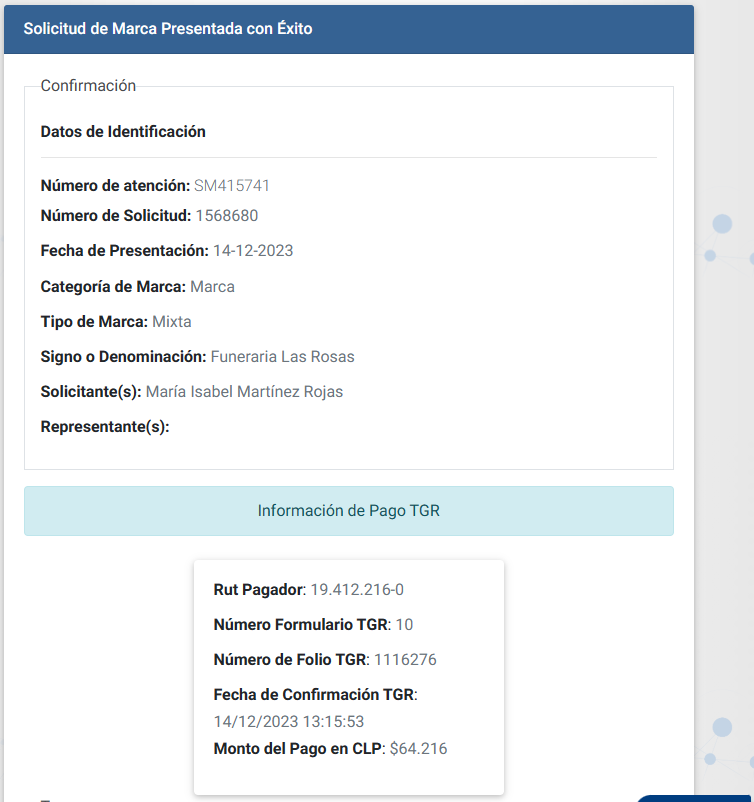 Solicitud de Marca Presentada con Éxito
Confirmación
Datos de Identificación
Número de atención: SM415741
Número de Solicitud: 1568680
Fecha de Presentación: 14-12-2023
Categoría de Marca: Marca
Tipo de Marca: Mixta
Signo o Denominación: Funeraria Las Rosas
Solicitante(s): María Isabel Martínez Rojas
Representante(s):
Información de Pago TGR
Rut Pagador: 19.412.216-0
Número Formulario TGR: 10
Número de Folio TGR: 1116276
Fecha de Confirmación TGR:
14/12/2023 13:15:53
Monto del Pago en CLP: $64.216